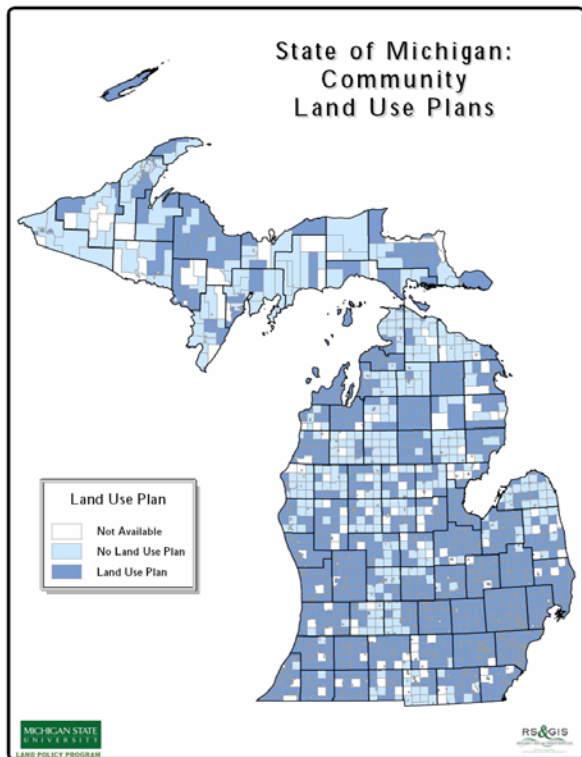 State of Michigan:
Community
Land Use Plans
Land Use Plan
Not Available
No Land Use Plan
Land Use Plan
MICHIGAN STATE
UNIVERSITY
LAND POLICY PROGRAM
RS&GIS